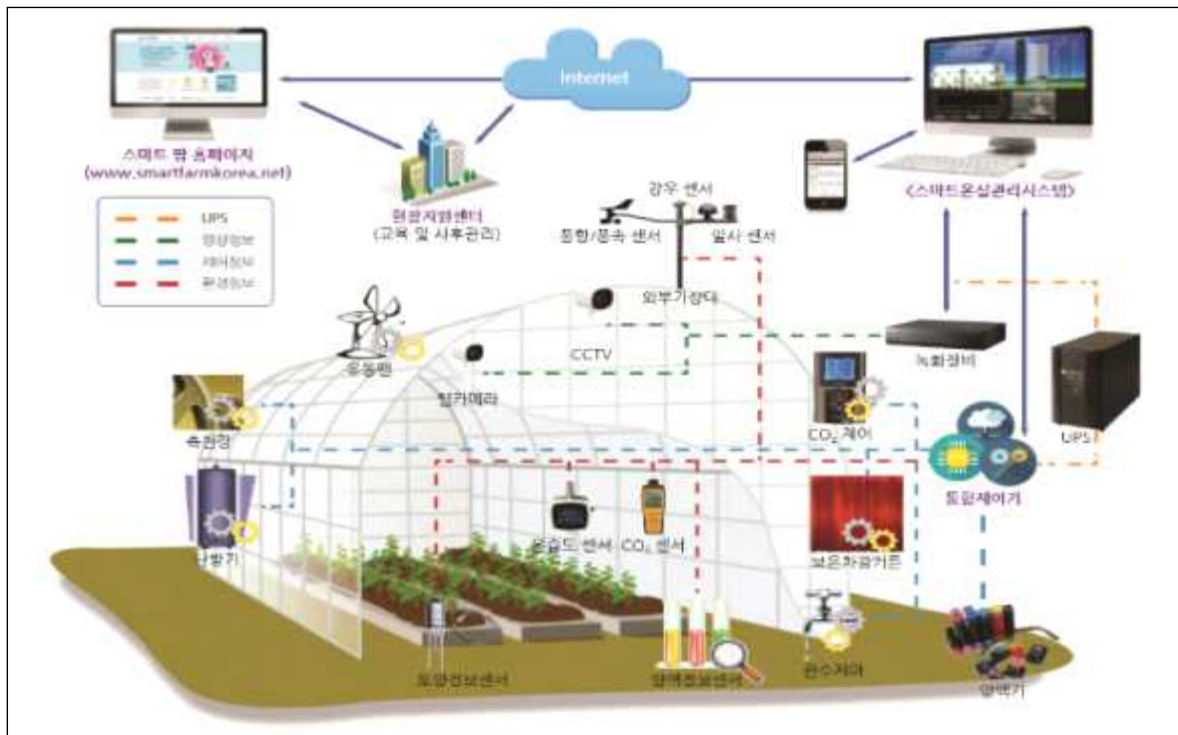 Internet
스마트 팜 홈페이지
(www.smartfarmkorea.net)
현장지원센터
(교육 및 사후관리)
<스마트온실관리시스템>
UPS
영상정보
제어정보
환경정보
강우 센서
풍향/풍속 센서
일사 센서
외부기상대
유동팬
CCTV
웹카메라
녹화장비
UPS
측천창
CO₂ 제어
통합제어기
난방기
온습도 센서
CO₂ 센서
보온차광커튼
토양정보센서
양액정보센서
관수제어
양액기